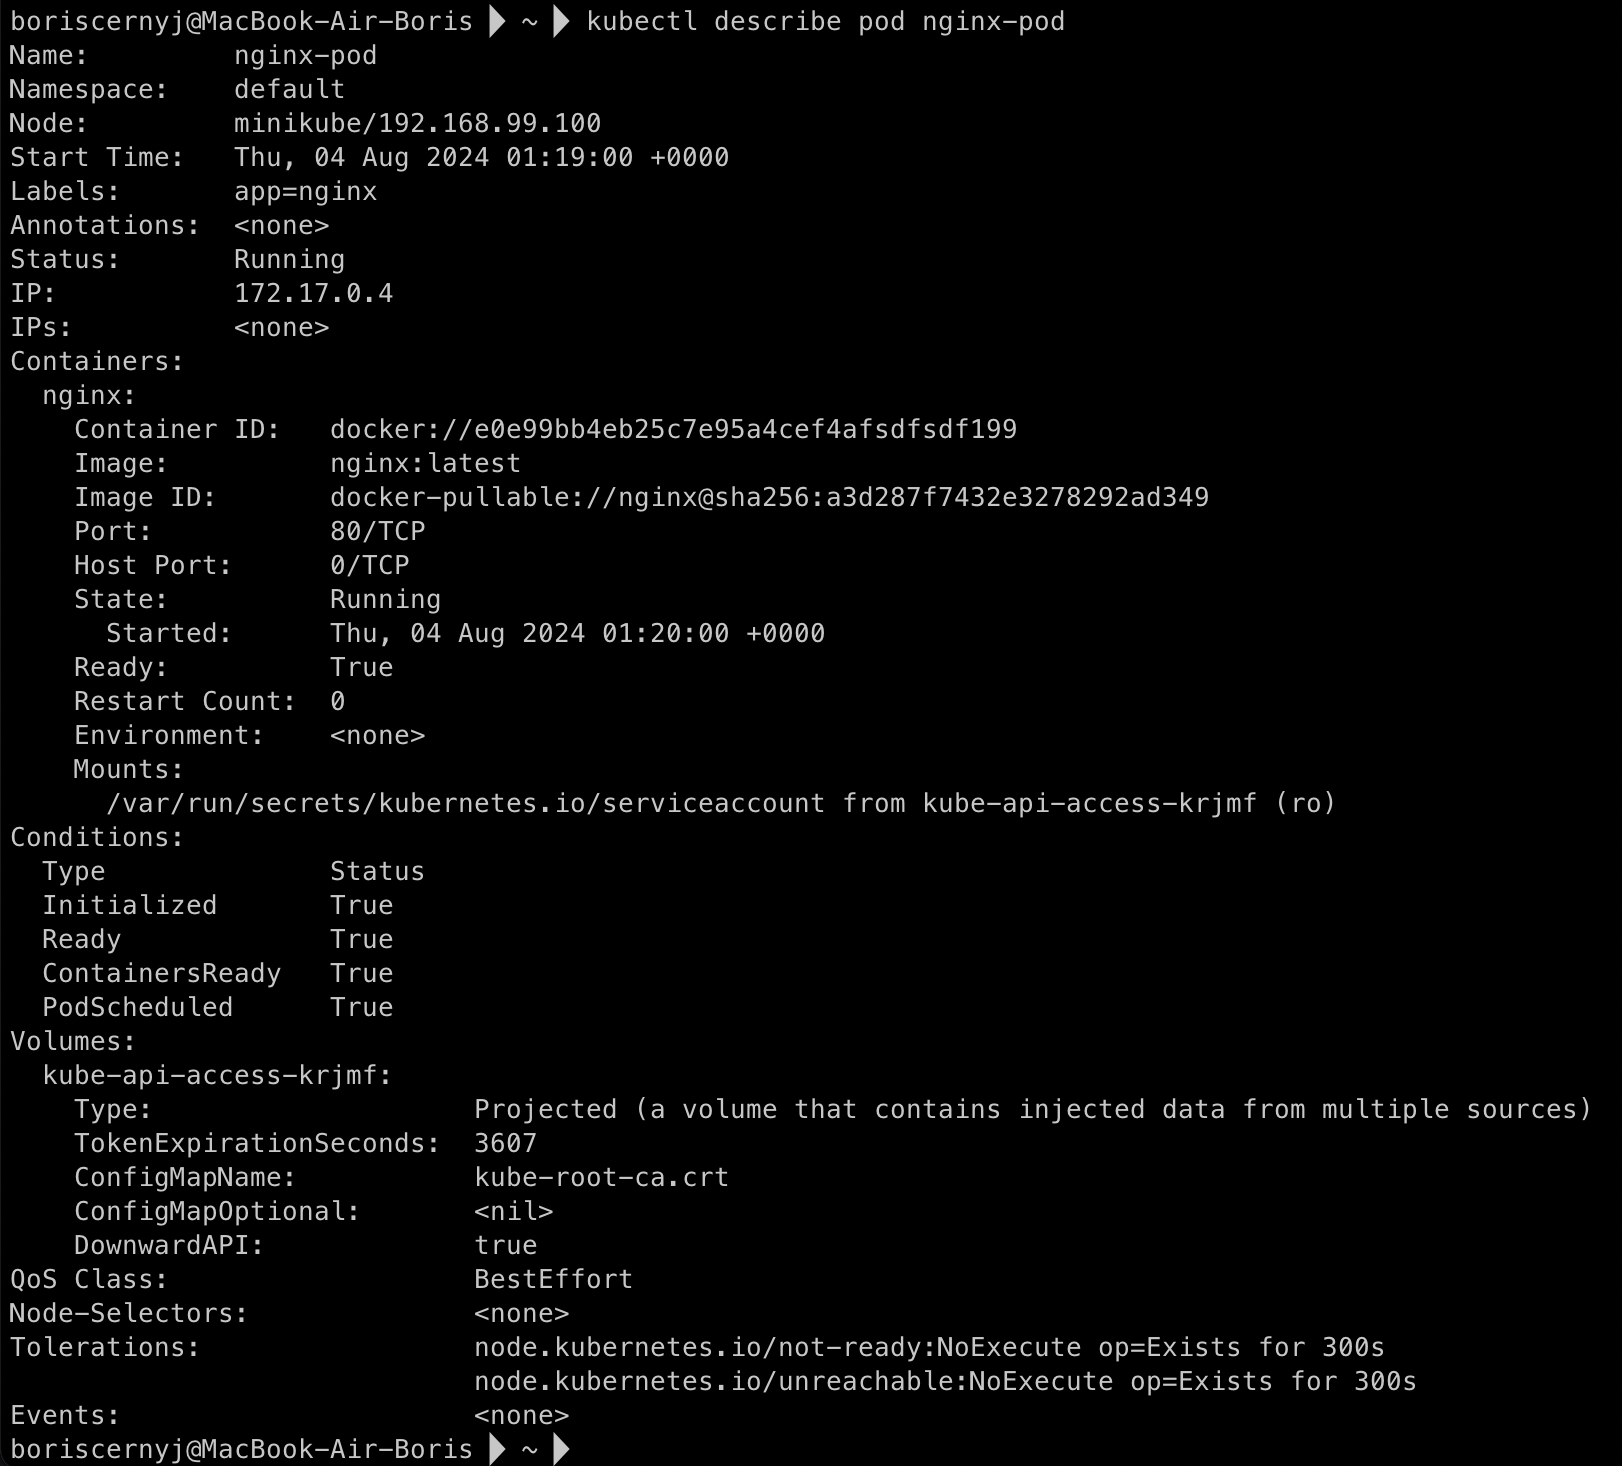 boriscernyj@MacBook-Air-Boris ~ kubectl describe pod nginx-pod
Name:         nginx-pod
Namespace:    default
Node:         minikube/192.168.99.100
Start Time:   Thu, 04 Aug 2024 01:19:00 +0000
Labels:       app=nginx
Annotations:  <none>
Status:       Running
IP:           172.17.0.4
IPs:          <none>
Containers:
  nginx:
    Container ID:   docker://e0e99bb4eb25c7e95a4cef4afsdfsdf199
    Image:          nginx:latest
    Image ID:       docker-pullable://nginx@sha256:a3d287f7432e3278292ad349
    Port:           80/TCP
    Host Port:      0/TCP
    State:          Running
      Started:      Thu, 04 Aug 2024 01:20:00 +0000
    Ready:          True
    Restart Count:  0
    Environment:    <none>
    Mounts:
      /var/run/secrets/kubernetes.io/serviceaccount from kube-api-access-krjmf (ro)
Conditions:
  Type              Status
  Initialized       True
  Ready             True
  ContainersReady   True
  PodScheduled      True
Volumes:
  kube-api-access-krjmf:
    Type:                    Projected (a volume that contains injected data from multiple sources)
    TokenExpirationSeconds:  3607
    ConfigMapName:           kube-root-ca.crt
    ConfigMapOptional:       <nil>
    DownwardAPI:             true
QoS Class:                   BestEffort
Node-Selectors:              <none>
Tolerations:                 node.kubernetes.io/not-ready:NoExecute op=Exists for 300s
                             node.kubernetes.io/unreachable:NoExecute op=Exists for 300s
Events:                      <none>
boriscernyj@MacBook-Air-Boris ~